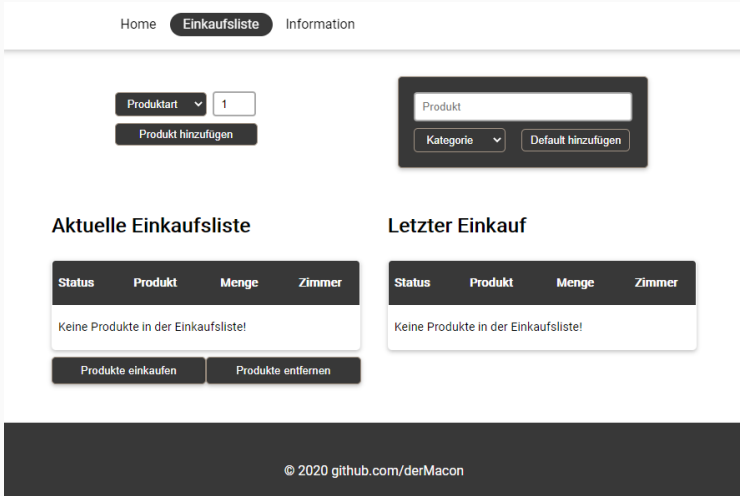 Home Einkaufsliste Information
Produktart 1
Produkt hinzufügen
Produkt
Kategorie Default hinzufügen
Aktuelle Einkaufsliste
Status Produkt Menge Zimmer
Keine Produkte in der Einkaufsliste!
Produkte einkaufen Produkte entfernen
Letzter Einkauf
Status Produkt Menge Zimmer
Keine Produkte in der Einkaufsliste!
© 2020 github.com/derMacon